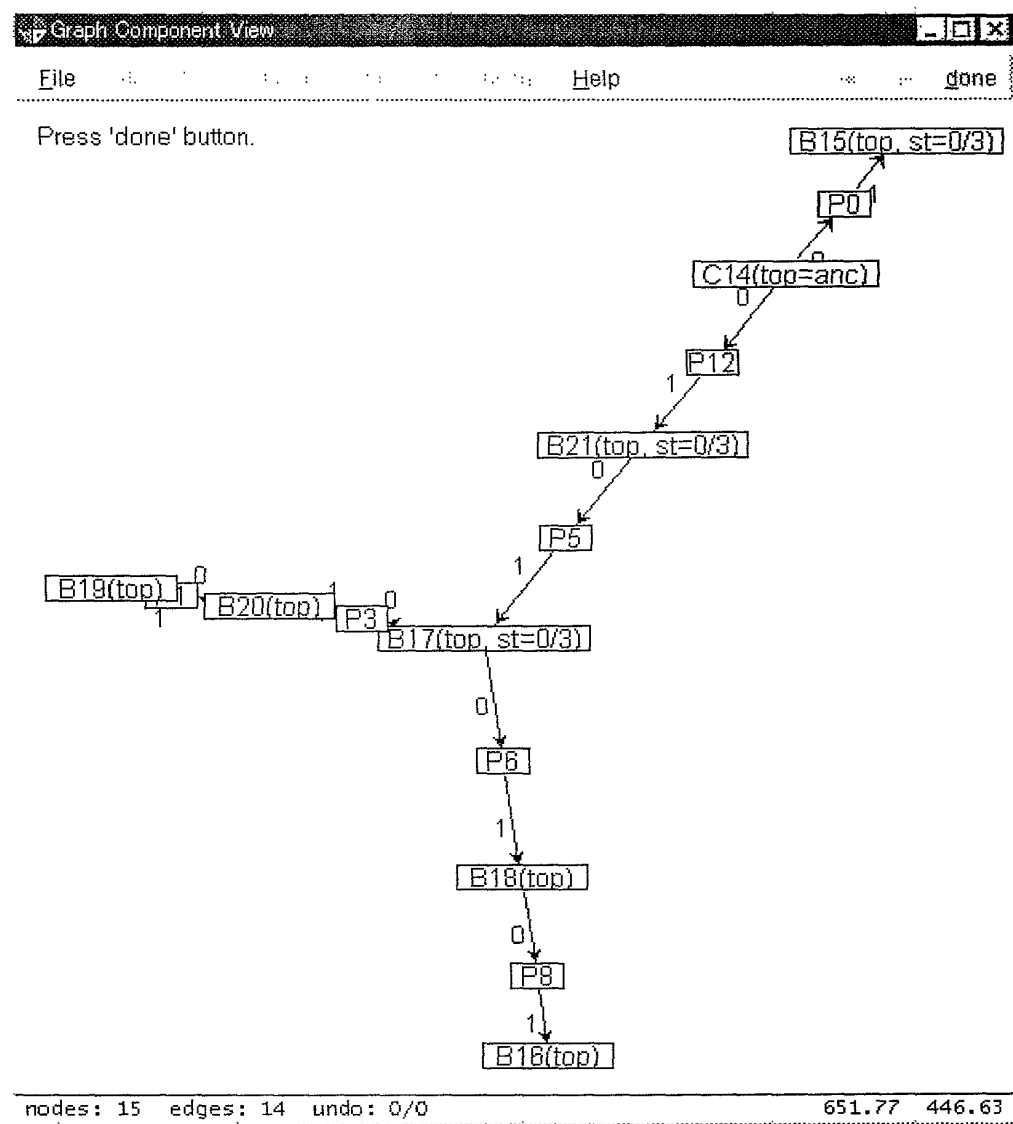 Graph Component View
File Help done
Press 'done' button.
B15(top, st=0/3)
P0
1
0
C14(top=anc)
0
P12
1
B21(top, st=0/3)
0
P5
1
B19(top)
0
1
1
B20(top)
1
P3
0
B17(top, st=0/3)
0
P6
1
B18(top)
0
P8
1
B16(top)
nodes: 15 edges: 14 undo: 0/0 651.77 446.63